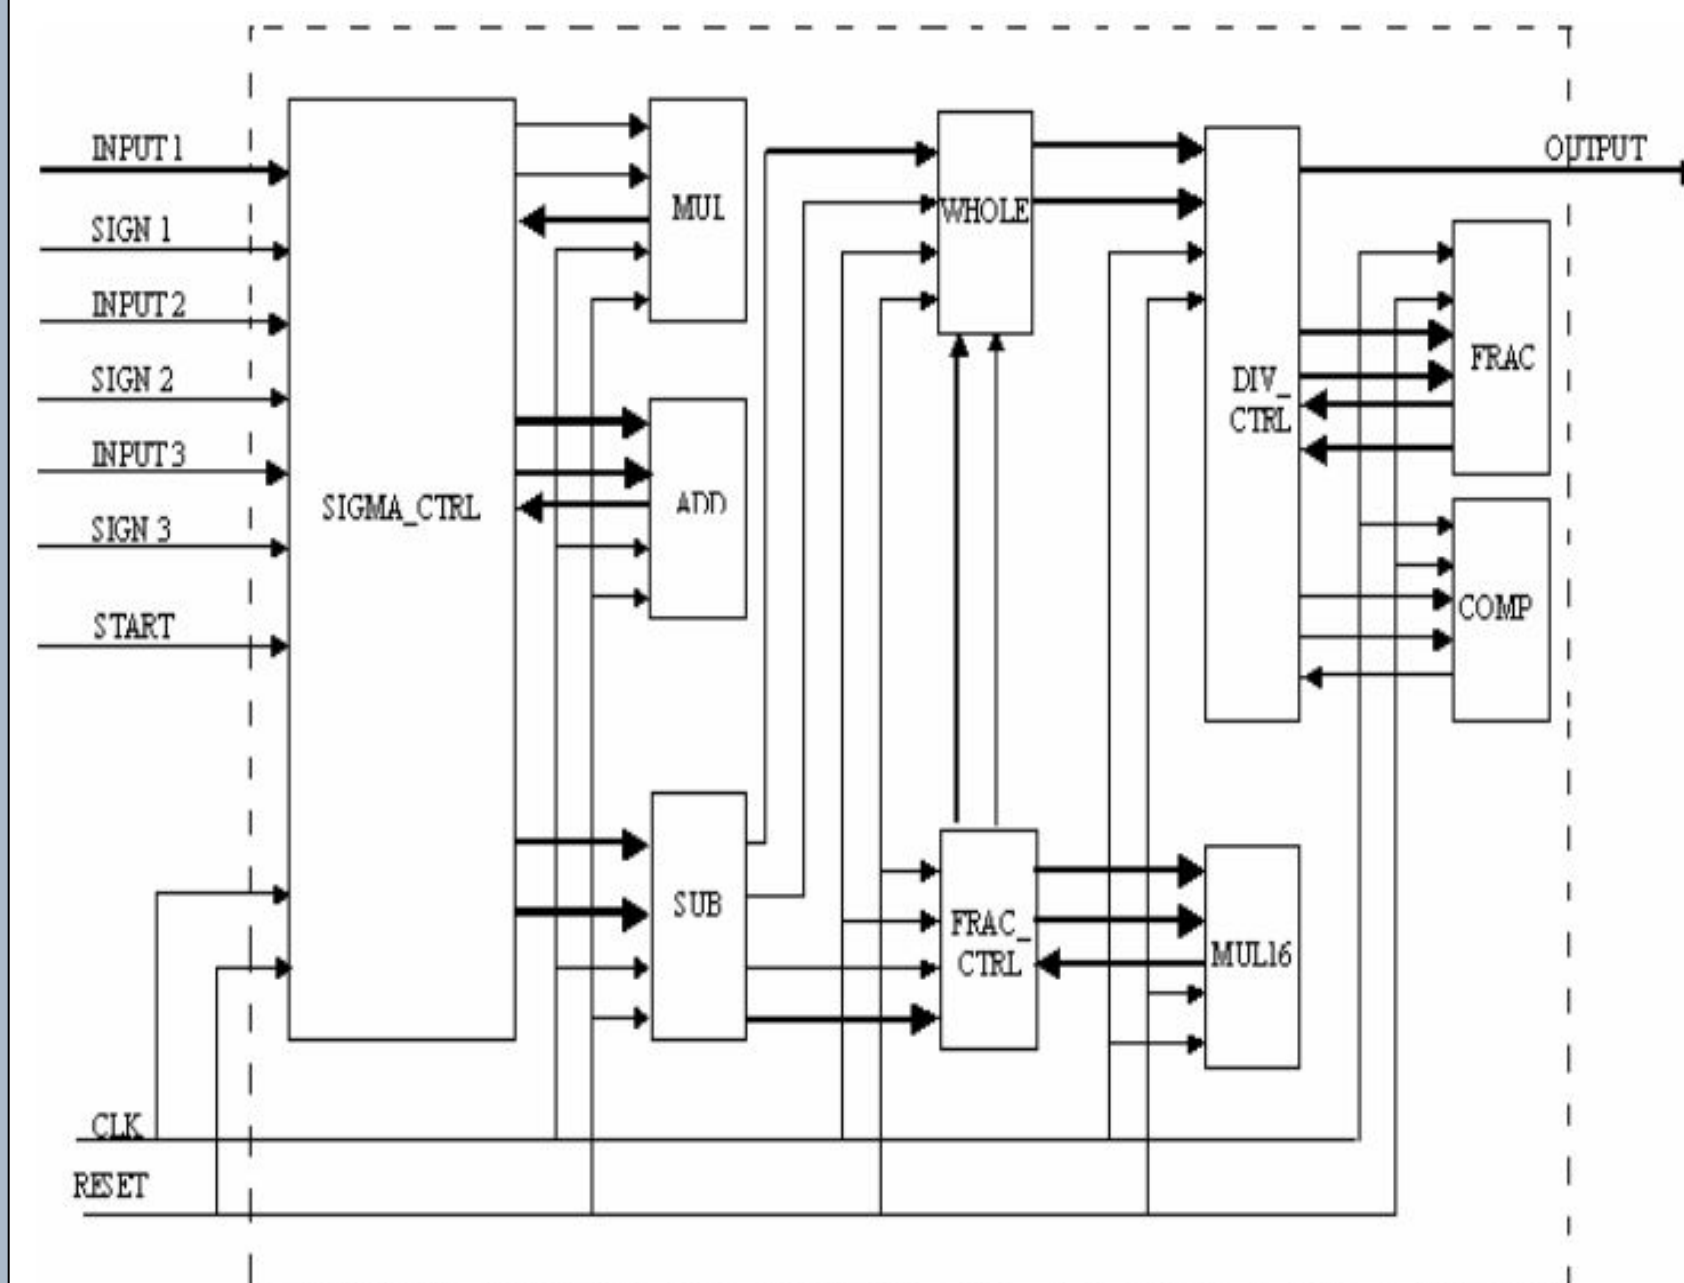 INPUT 1
SIGN 1
INPUT 2
SIGN 2
INPUT 3
SIGN 3
START
CLK
RESET
SIGMA_CTRL
MUL
ADD
SUB
WHOLE
FRAC_
CTRL
DIV_
CTRL
MUL16
OUTPUT
FRAC
COMP